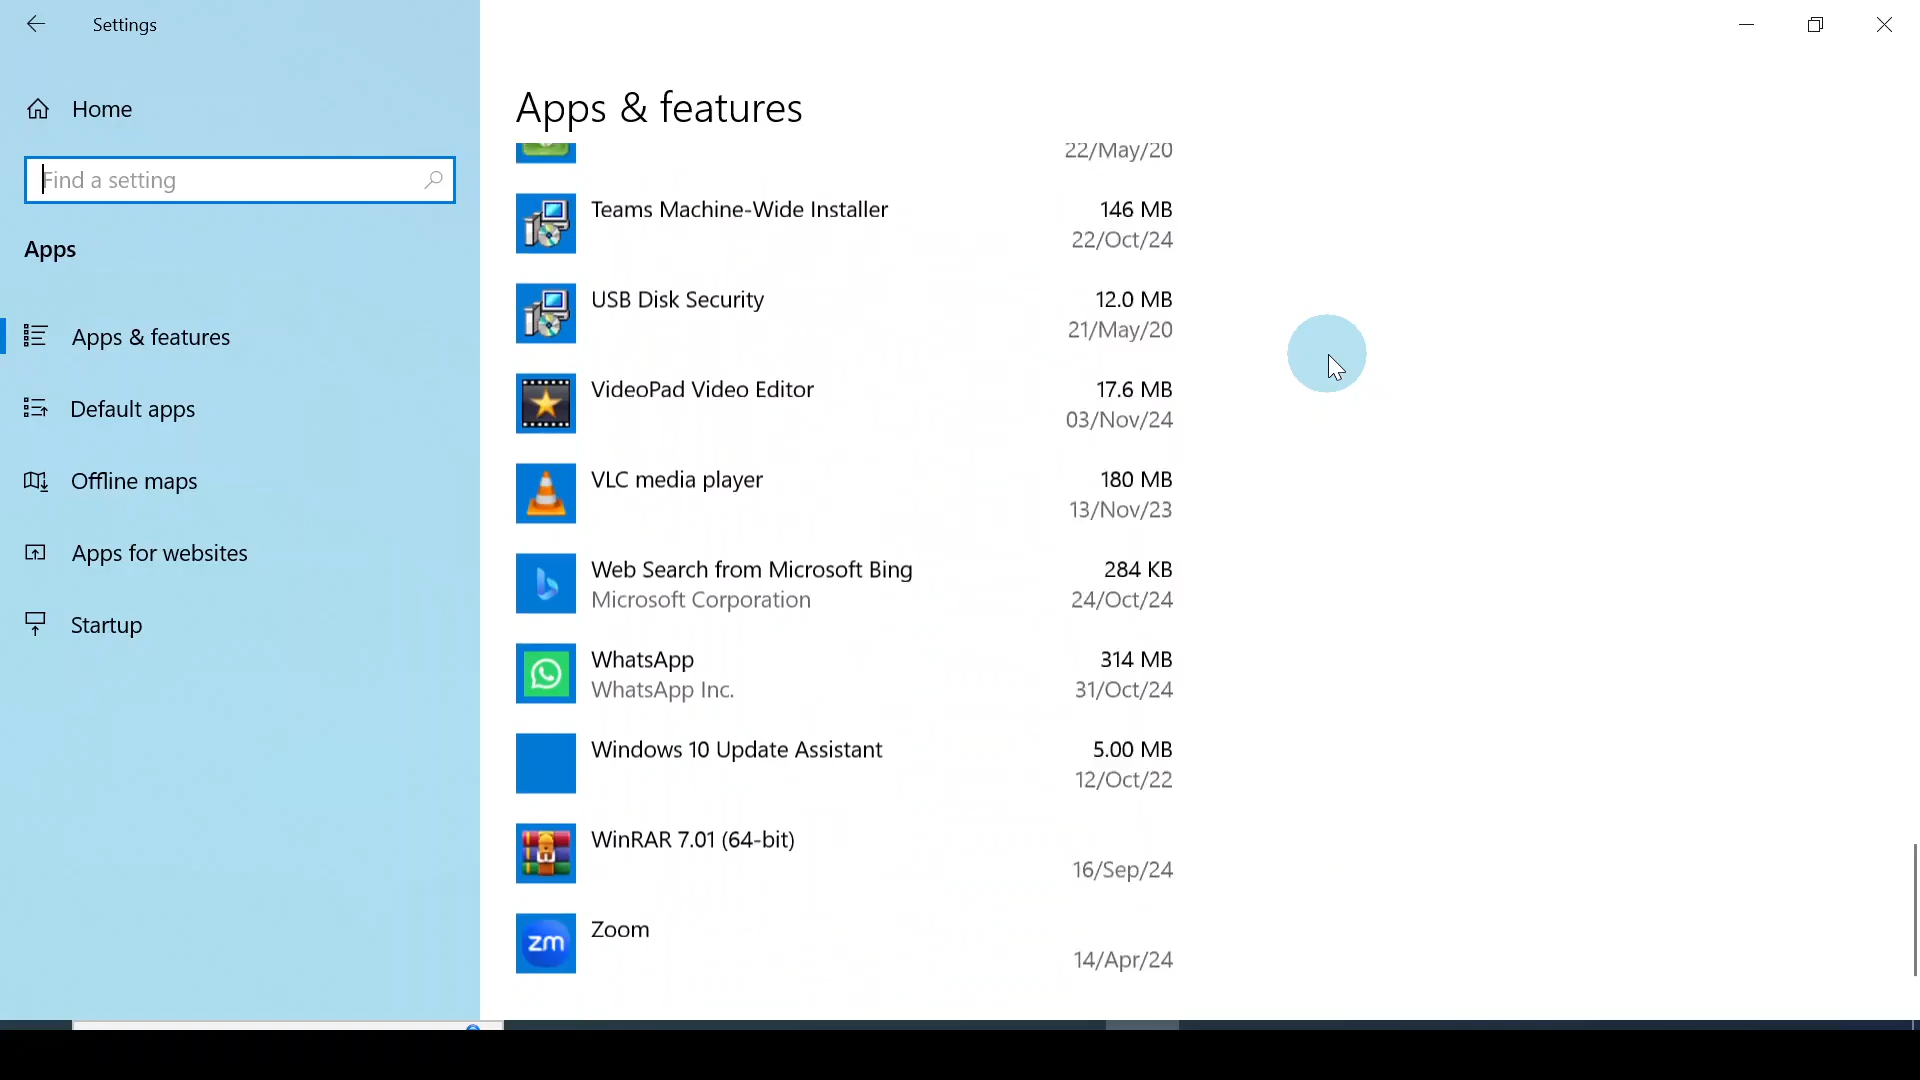 Settings
Home
Find a setting
Apps
Apps & features
Default apps
Offline maps
Apps for websites
Startup
Apps & features
22/May/20
Teams Machine-Wide Installer 146 MB
22/Oct/24
USB Disk Security 12.0 MB
21/May/20
VideoPad Video Editor 17.6 MB
03/Nov/24
VLC media player 180 MB
13/Nov/23
Web Search from Microsoft Bing 284 KB
Microsoft Corporation 24/Oct/24
WhatsApp 314 MB
WhatsApp Inc. 31/Oct/24
Windows 10 Update Assistant 5.00 MB
12/Oct/22
WinRAR 7.01 (64-bit)
16/Sep/24
zm Zoom
14/Apr/24